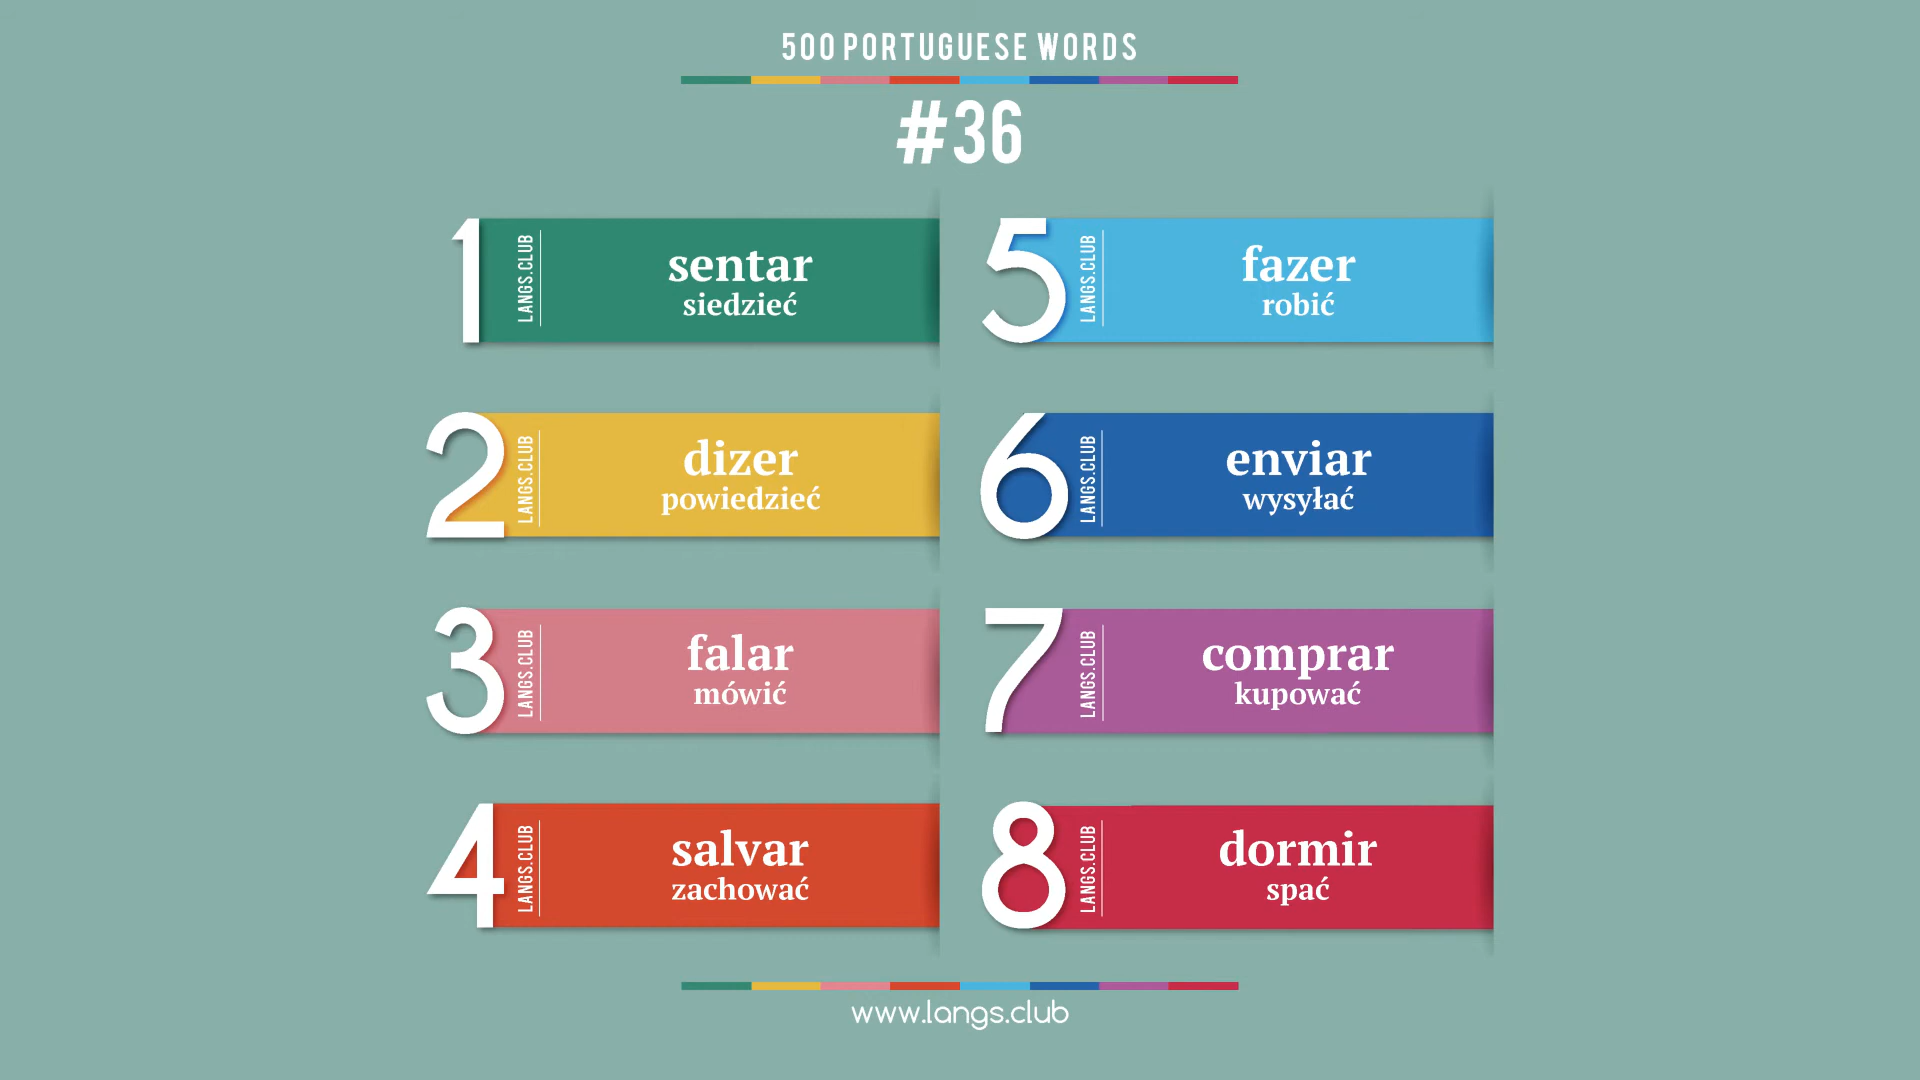 500 PORTUGUESE WORDS
#36
1
LANGS.CLUB
sentar
siedzieć
2
LANGS.CLUB
dizer
powiedzieć
3
LANGS.CLUB
falar
mówić
4
LANGS.CLUB
salvar
zachować
5
LANGS.CLUB
fazer
robić
6
LANGS.CLUB
enviar
wysyłać
7
LANGS.CLUB
comprar
kupować
8
LANGS.CLUB
dormir
spać
www.langs.club